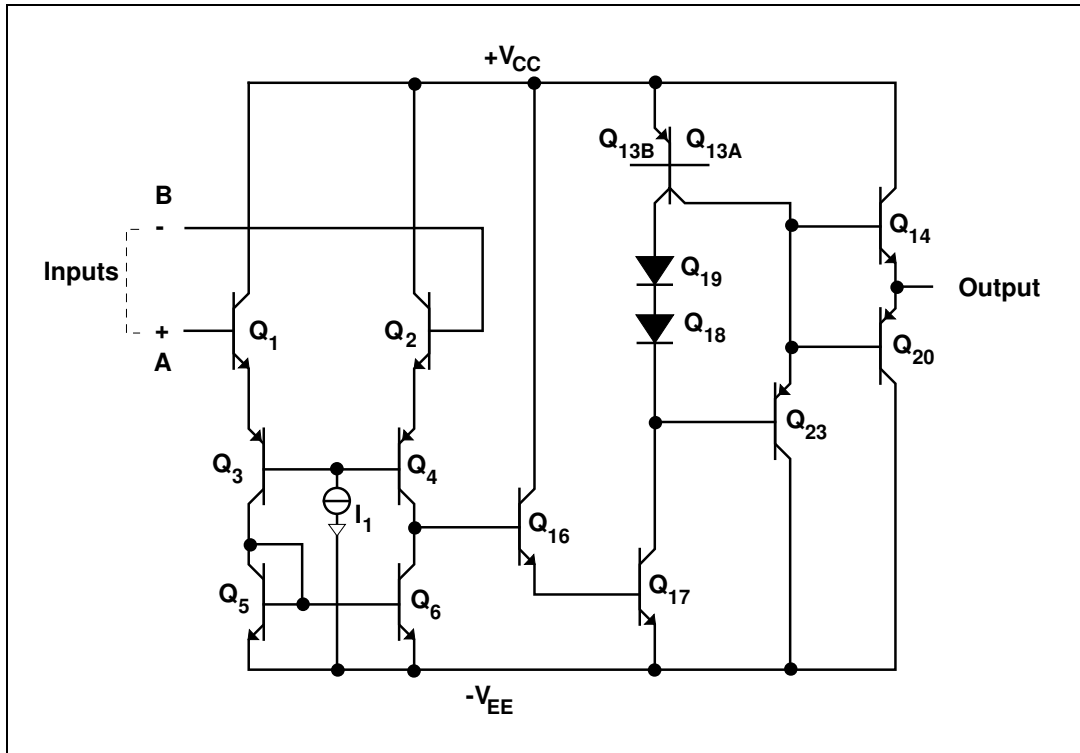 +VCC
Q13B Q13A
B
-
Q14
Inputs
Q19
Output
+
Q1
Q2
Q18
A
Q20
Q23
Q3
Q4
I1
Q16
Q5
Q6
Q17
-VEE